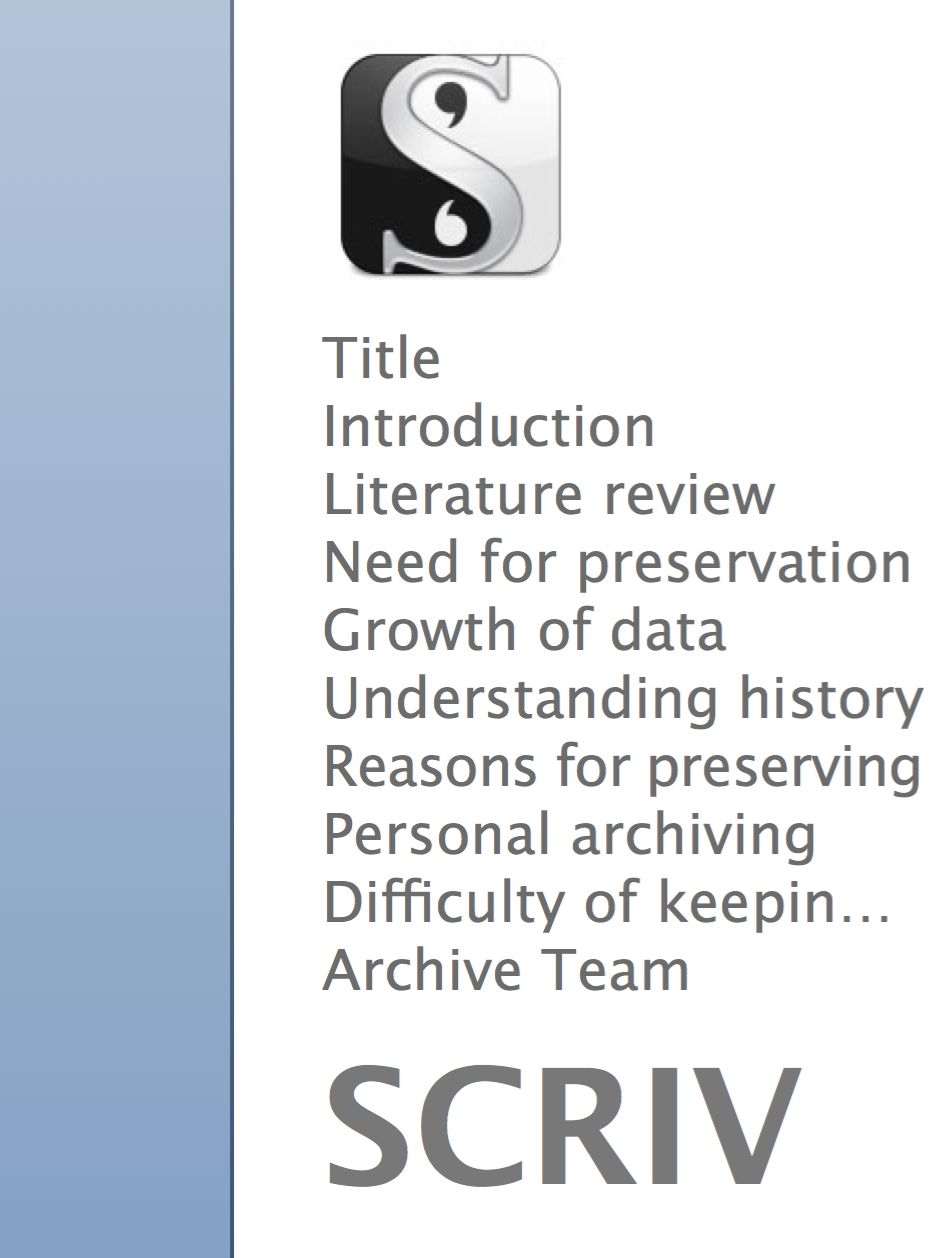 Title
Introduction
Literature review
Need for preservation
Growth of data
Understanding history
Reasons for preserving
Personal archiving
Difficulty of keepin…
Archive Team
SCRIV